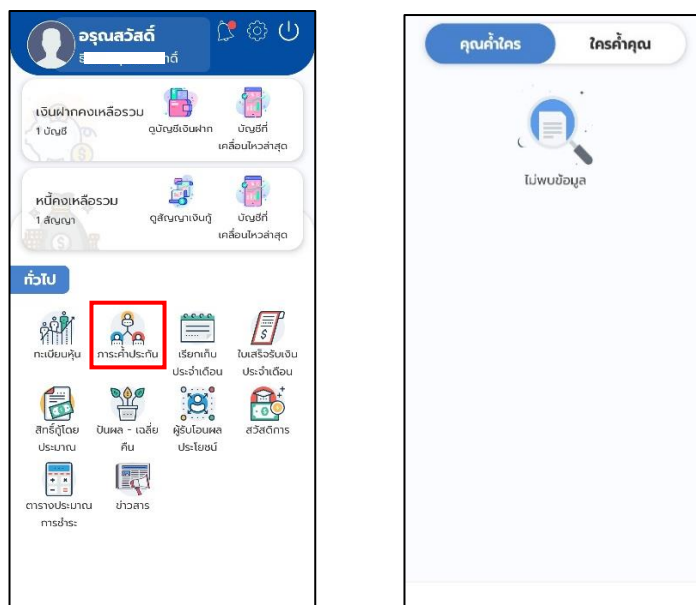 อรุณสวัสดิ์
เงินฝากคงเหลือรวม
1 บัญชี
ดูบัญชีเงินฝาก
บัญชีที่
เคลื่อนไหวล่าสุด
หนี้คงเหลือรวม
1 สัญญา
ดูสัญญาเงินกู้
บัญชีที่
เคลื่อนไหวล่าสุด
ทั่วไป
ทะเบียนหุ้น
ภาระค้ำประกัน
เรียกเก็บ
ประจำเดือน
ใบเสร็จรับเงิน
ประจำเดือน
สิทธิ์กู้โดย
ประมาณ
ปันผล - เฉลี่ย
คืน
ผู้รับโอนผล
ประโยชน์
สวัสดิการ
ตารางประมาณ
การชำระ
ข่าวสาร
คุณค้ำใคร
ใครค้ำคุณ
ไม่พบข้อมูล